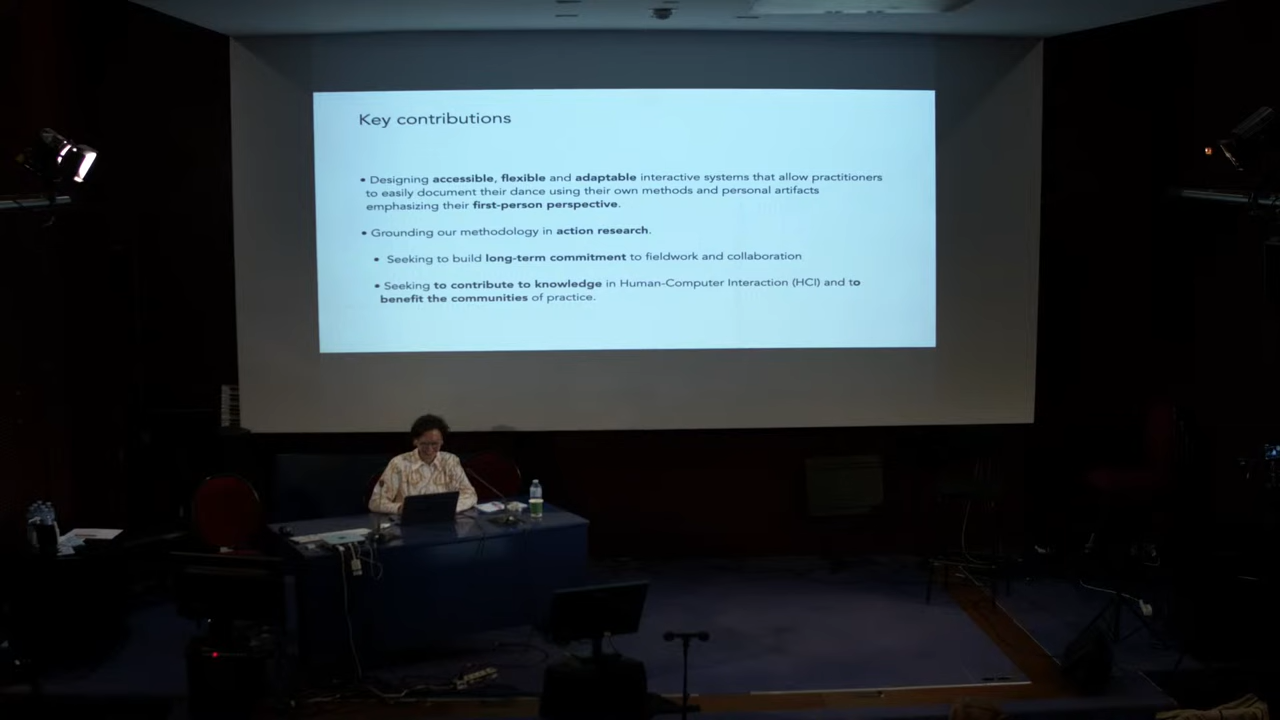 Key contributions
• Designing accessible, flexible and adaptable interactive systems that allow practitioners
to easily document their dance using their own methods and personal artifacts
emphasizing their first-person perspective.
• Grounding our methodology in action research.
• Seeking to build long-term commitment to fieldwork and collaboration
• Seeking to contribute to knowledge in Human-Computer Interaction (HCI) and to
benefit the communities of practice.